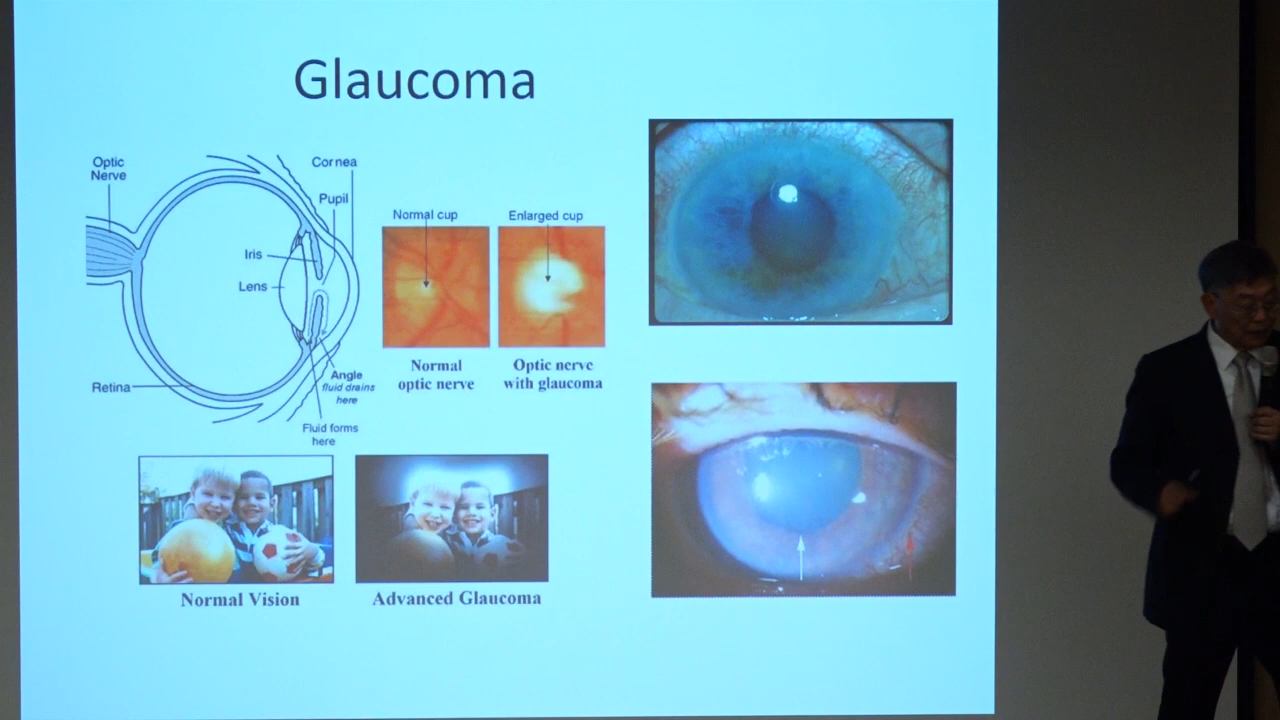 Glaucoma
Optic
Nerve
Cornea
Pupil
Iris
Lens
Retina
Angle
fluid drains
here
Fluid forms
here
Normal cup
Enlarged cup
Normal
optic nerve
Optic nerve
with glaucoma
Normal Vision
Advanced Glaucoma